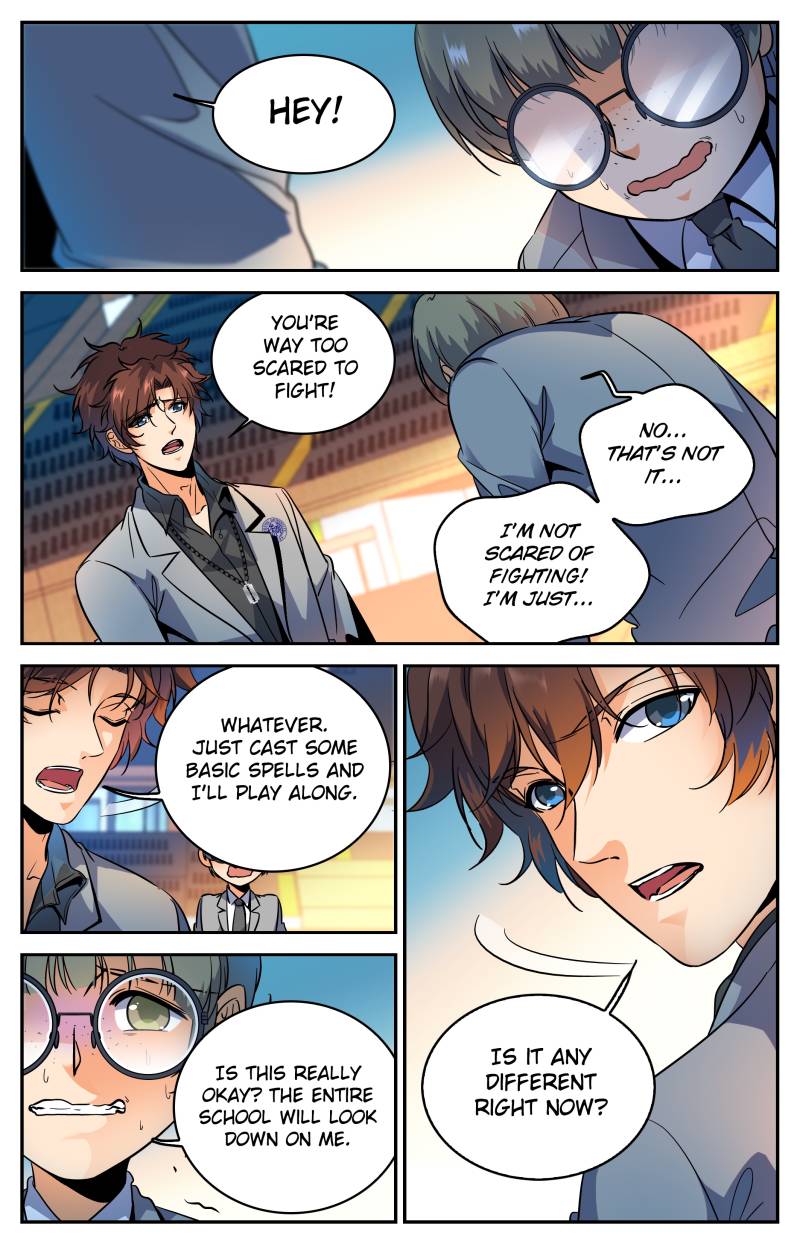 HEY!
YOU'RE
WAY TOO
SCARED TO
FIGHT!
NO...
THAT'S NOT
IT...
I'M NOT
SCARED OF
FIGHTING!
I'M JUST...
WHATEVER.
JUST CAST SOME
BASIC SPELLS AND
I'LL PLAY ALONG.
IS THIS REALLY
OKAY? THE ENTIRE
SCHOOL WILL LOOK
DOWN ON ME.
IS IT ANY
DIFFERENT
RIGHT NOW?